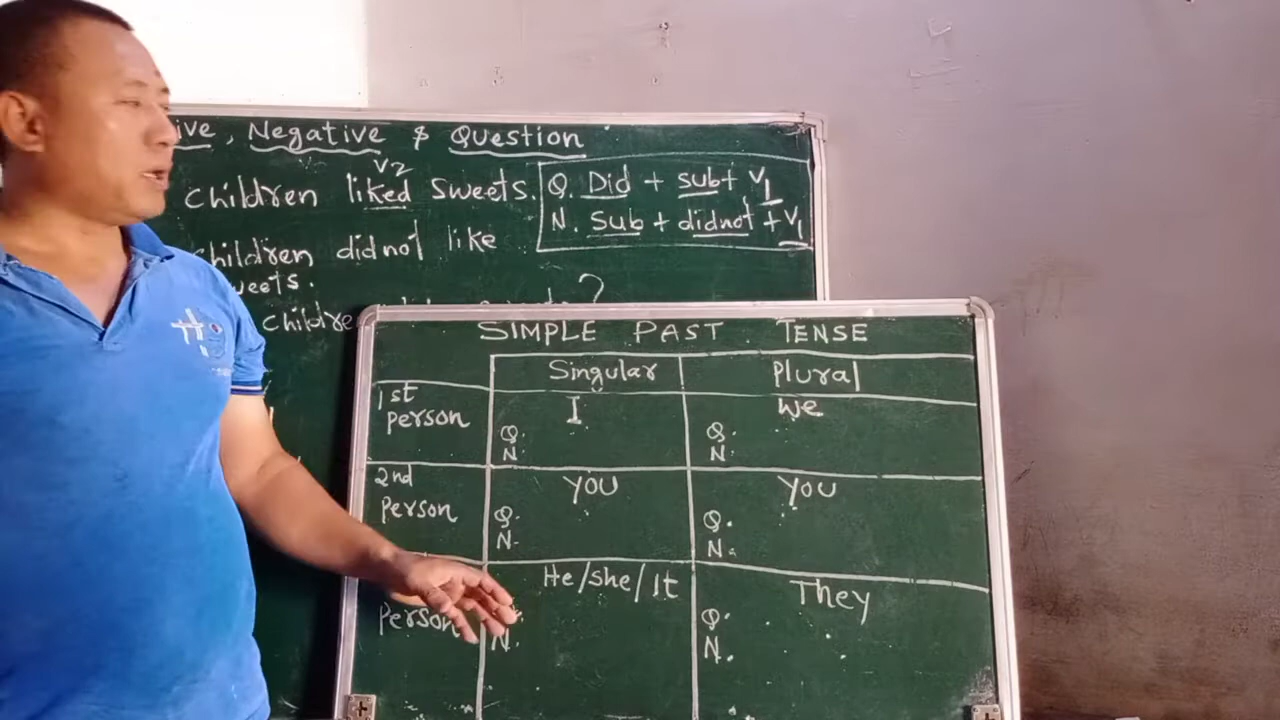 ive, Negative & Question
V2
children liked sweets.
Q. Did + sub + V1
N. Sub + didnot + V1
children didnot like
weets.
childre
?
SIMPLE PAST TENSE
Singular Plural
1st person I We
Q. Q.
N. N.
2nd person YOU YOU
Q. Q.
N. N.
person He/she/It They
Q.
N. N.